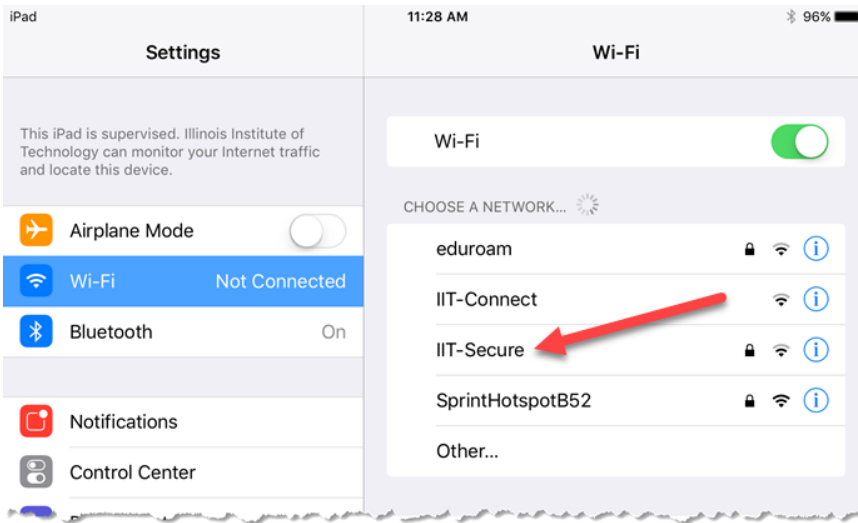 iPad
11:28 AM
96%
Settings
Wi-Fi
This iPad is supervised. Illinois Institute of
Technology can monitor your Internet traffic
and locate this device.
Airplane Mode
Wi-Fi Not Connected
Bluetooth On
Notifications
Control Center
Wi-Fi
CHOOSE A NETWORK...
eduroam
IIT-Connect
IIT-Secure
SprintHotspotB52
Other...